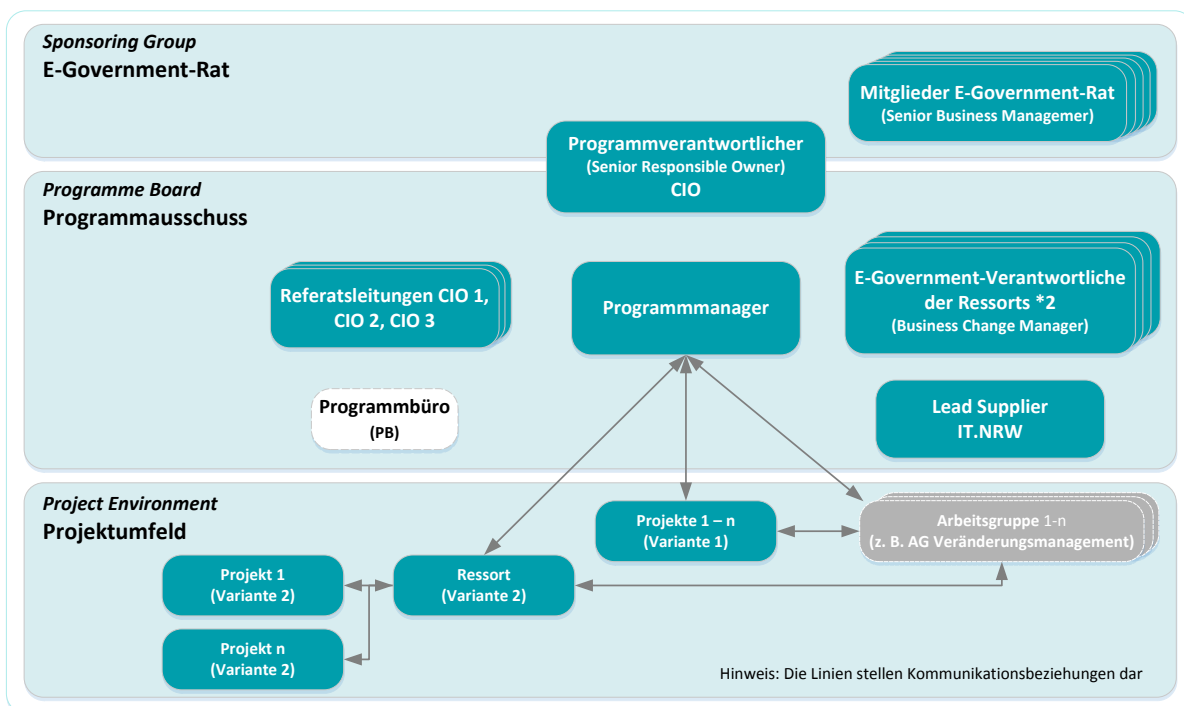 Sponsoring Group
E-Government-Rat
Mitglieder E-Government-Rat
(Senior Business Managemer)
Programmverantwortlicher
(Senior Responsible Owner)
CIO
Programme Board
Programmausschuss
Referatsleitungen CIO 1,
CIO 2, CIO 3
Programmmanager
E-Government-Verantwortliche
der Ressorts *2
(Business Change Manager)
Programmbüro
(PB)
Lead Supplier
IT.NRW
Project Environment
Projektumfeld
Projekte 1 – n
(Variante 1)
Arbeitsgruppe 1-n
(z. B. AG Veränderungsmanagement)
Projekt 1
(Variante 2)
Ressort
(Variante 2)
Projekt n
(Variante 2)
Hinweis: Die Linien stellen Kommunikationsbeziehungen dar